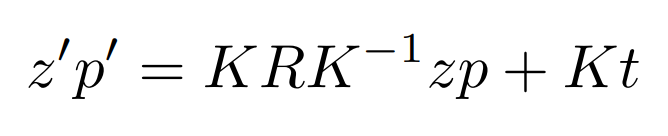 z′p′ = KRK⁻¹zp + Kt